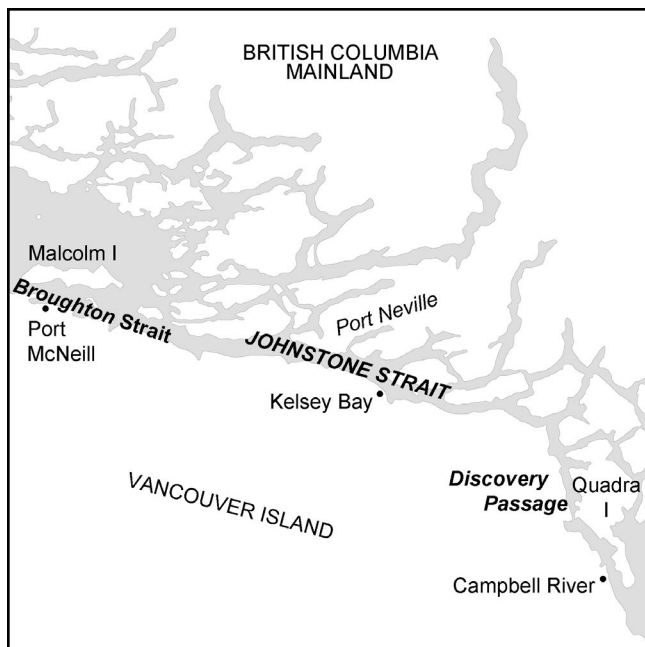 BRITISH COLUMBIA
MAINLAND
Malcolm I
Broughton Strait
Port
McNeill
Port Neville
JOHNSTONE STRAIT
Kelsey Bay
VANCOUVER ISLAND
Discovery
Passage
Quadra
I
Campbell River